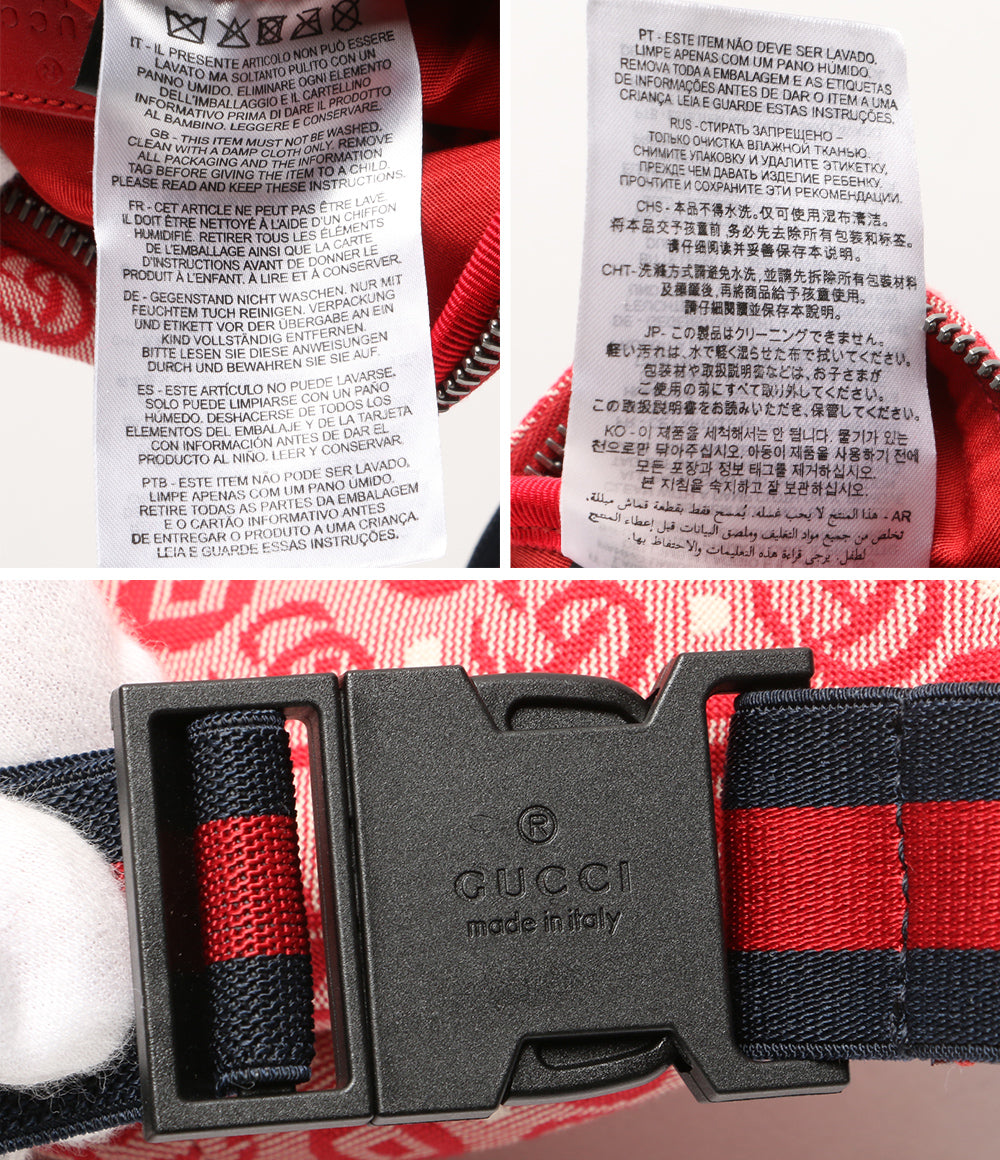 GUCCI
®
IT - IL PRESENTE ARTICOLO NON PUÒ ESSERE
LAVATO MA SOLTANTO PULITO CON UN
PANNO UMIDO. ELIMINARE OGNI ELEMENTO
DELL'IMBALLAGGIO E IL CARTELLINO
INFORMATIVO PRIMA DI DARE IL PRODOTTO
AL BAMBINO. LEGGERE E CONSERVARE.
GB - THIS ITEM MUST NOT BE WASHED,
CLEAN WITH A DAMP CLOTH ONLY. REMOVE
ALL PACKAGING AND THE INFORMATION
TAG BEFORE GIVING THE ITEM TO A CHILD.
PLEASE READ AND KEEP THESE INSTRUCTIONS.
FR - CET ARTICLE NE PEUT PAS ÊTRE LAVÉ.
IL DOIT ÊTRE NETTOYÉ À L'AIDE D'UN CHIFFON
HUMIDIFIÉ. RETIRER TOUS LES ÉLÉMENTS
DE L'EMBALLAGE AINSI QUE LA CARTE
D'INSTRUCTIONS AVANT DE DONNER LE
PRODUIT À L'ENFANT. À LIRE ET À CONSERVER.
DE - GEGENSTAND NICHT WASCHEN. NUR MIT
FEUCHTEM TUCH REINIGEN. VERPACKUNG
UND ETIKETT VOR DER ÜBERGABE AN EIN
KIND VOLLSTÄNDIG ENTFERNEN.
BITTE LESEN SIE DIESE ANWEISUNGEN
DURCH UND BEWAHREN SIE SIE AUF.
ES - ESTE ARTÍCULO NO PUEDE LAVARSE,
SOLO PUEDE LIMPIARSE CON UN PAÑO
HÚMEDO. DESHACERSE DE TODOS LOS
ELEMENTOS DEL EMBALAJE Y DE LA TARJETA
CON INFORMACIÓN ANTES DE DAR EL
PRODUCTO AL NIÑO. LEER Y CONSERVAR.
PTB - ESTE ITEM NÃO PODE SER LAVADO,
LIMPE APENAS COM UM PANO ÚMIDO.
RETIRE TODAS AS PARTES DA EMBALAGEM
E O CARTÃO INFORMATIVO ANTES
DE ENTREGAR O PRODUTO A UMA CRIANÇA.
LEIA E GUARDE ESSAS INSTRUÇÕES.
PT - ESTE ITEM NÃO DEVE SER LAVADO,
LIMPE APENAS COM UM PANO HÚMIDO.
REMOVA TODA A EMBALAGEM E AS ETIQUETAS
DE INFORMAÇÕES ANTES DE DAR O ITEM A UMA
CRIANÇA. LEIA E GUARDE ESTAS INSTRUÇÕES.
RUS - СТИРАТЬ ЗАПРЕЩЕНО –
ТОЛЬКО ОЧИСТКА ВЛАЖНОЙ ТКАНЬЮ.
СНИМИТЕ УПАКОВКУ И УДАЛИТЕ ЭТИКЕТКУ,
ПРЕЖДЕ ЧЕМ ДАВАТЬ ИЗДЕЛИЕ РЕБЕНКУ.
ПРОЧТИТЕ И СОХРАНИТЕ ЭТИ РЕКОМЕНДАЦИИ.
CHS - 本品不得水洗。仅可使用湿布清洁。
将本品交予孩童前,务必先去除所有包装和标签。
请仔细阅读并妥善保存本说明。
CHT- 洗滌方式請避免水洗,並請先拆除所有包裝材料
及標籤後,再將商品給予孩童使用。
請仔細閱讀並保存本說明。
JP- この製品はクリーニングできません。
軽い汚れは、水で軽く湿らせた布で拭いてください。
包装材や取扱説明書などは、お子さまが
ご使用の前にすべて取り外してください。
この取扱説明書をお読みいただき、保管してください。
KO - 이 제품을 세척해서는 안 됩니다. 물기가 있는
천으로만 닦아주십시오. 아동이 제품을 사용하기 전에
모든 포장과 정보 태그를 제거하십시오.
본 지침을 숙지하고 잘 보관하십시오.
AR - هذا المنتج لا يجب غسله. يُمسح فقط بقطعة قماش مبللة.
تخلص من جميع مواد التغليف وملصق البيانات قبل إعطاء المنتج
لطفل. يرجى قراءة هذه التعليمات والاحتفاظ بها.
®
GUCCI
made in italy